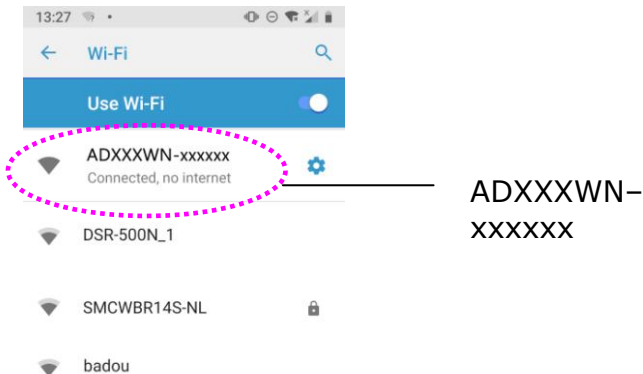 13:27
Wi-Fi
Use Wi-Fi
ADXXXWN-xxxxxx
Connected, no internet
DSR-500N_1
SMCWBR14S-NL
badou
ADXXXWN–
xxxxxx